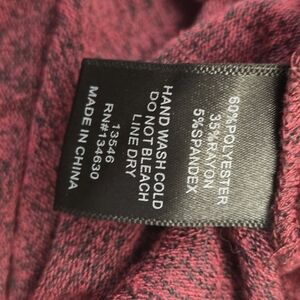 60%POLYESTER
35%RAYON
5%SPANDEX
HAND WASH COLD
DO NOT BLEACH
LINE DRY
13546
RN#134630
MADE IN CHINA